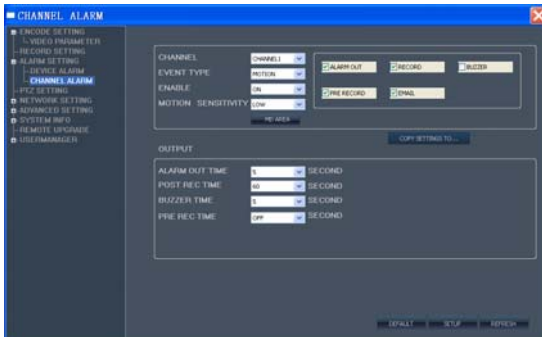 CHANNEL ALARM
ENCODE SETTING
VIDEO PARAMETER
RECORD SETTING
ALARM SETTING
DEVICE ALARM
CHANNEL ALARM
PTZ SETTING
NETWORK SETTING
ADVANCED SETTING
SYSTEM INFO
REMOTE UPGRADE
USERMANAGER
CHANNEL CHANNEL1
EVENT TYPE MOTION
ENABLE ON
MOTION SENSITIVITY LOW
MD AREA
ALARM OUT RECORD BUZZER
PRE RECORD EMAIL
COPY SETTINGS TO...
OUTPUT
ALARM OUT TIME 5 SECOND
POST REC TIME 60 SECOND
BUZZER TIME 5 SECOND
PRE REC TIME OFF SECOND
DEFAULT SETUP REFRESH